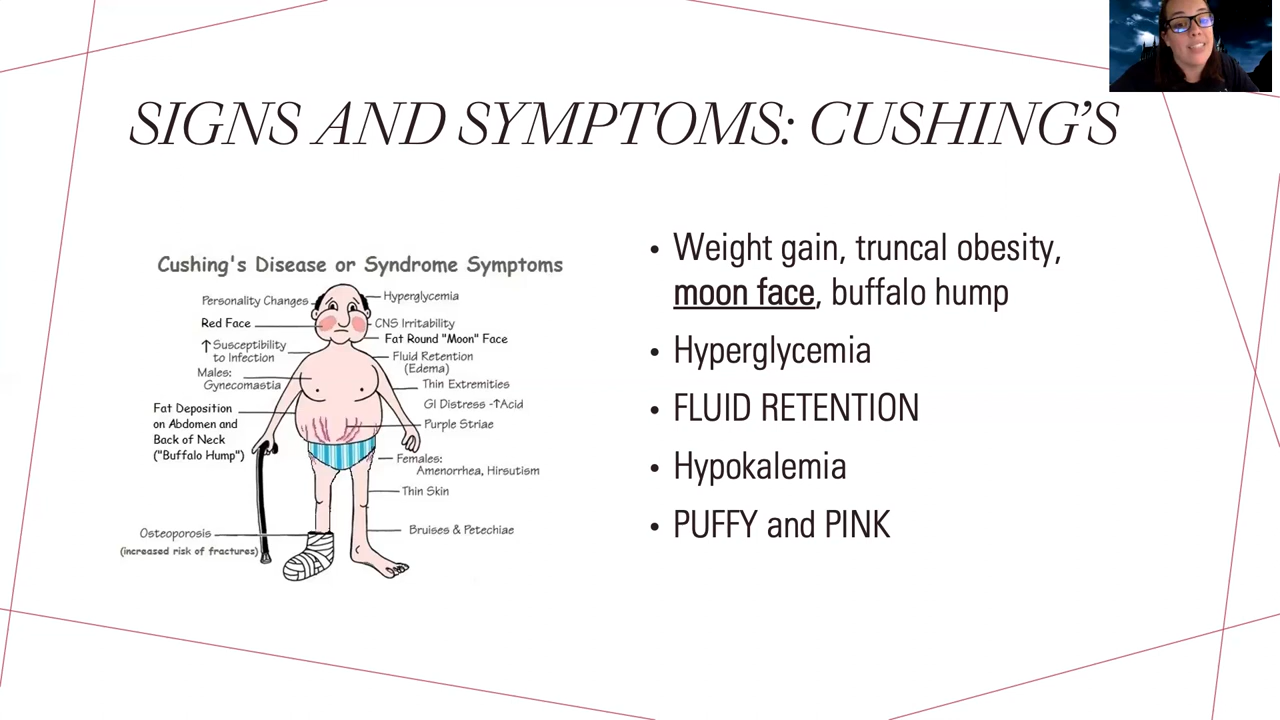 SIGNS AND SYMPTOMS: CUSHING'S
Cushing's Disease or Syndrome Symptoms
Personality Changes
Red Face
↑ Susceptibility
to Infection
Males:
Gynecomastia
Fat Deposition
on Abdomen and
Back of Neck
("Buffalo Hump")
Osteoporosis
(increased risk of fractures)
Hyperglycemia
CNS Irritability
Fat Round "Moon" Face
Fluid Retention
(Edema)
Thin Extremities
GI Distress -↑Acid
Purple Striae
Females:
Amenorrhea, Hirsutism
Thin Skin
Bruises & Petechiae
• Weight gain, truncal obesity,
moon face, buffalo hump
• Hyperglycemia
• FLUID RETENTION
• Hypokalemia
• PUFFY and PINK